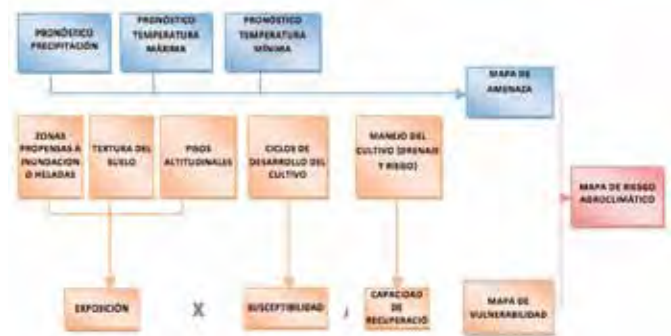 PRONÓSTICO
PRECIPITACIÓN
PRONÓSTICO
TEMPERATURA
MÁXIMA
PRONÓSTICO
TEMPERATURA
MÍNIMA
MAPA DE
AMENAZA
ZONAS
PROPENSAS A
INUNDACION
O HELADAS
TEXTURA DEL
SUELO
PISOS
ALTITUDINALES
CICLOS DE
DESARROLLO DEL
CULTIVO
MANEJO DEL
CULTIVO (DRENAJE
Y RIEGO)
MAPA DE RIESGO
AGROCLIMÁTICO
EXPOSICIÓN
X
SUSCEPTIBILIDAD
/
CAPACIDAD
DE
RECUPERACIÓ
MAPA DE
VULNERABILIDAD